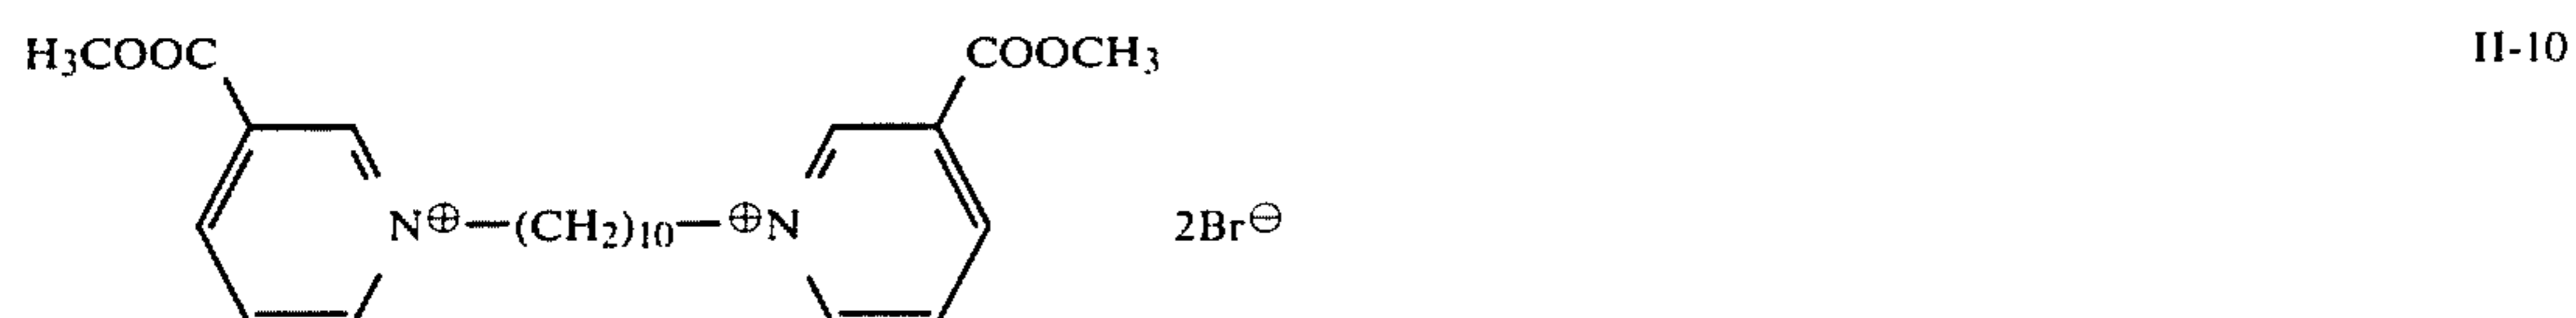 H₃COOC COOCH₃ II-10
N⊕—(CH₂)₁₀—⊕N 2Br⊖